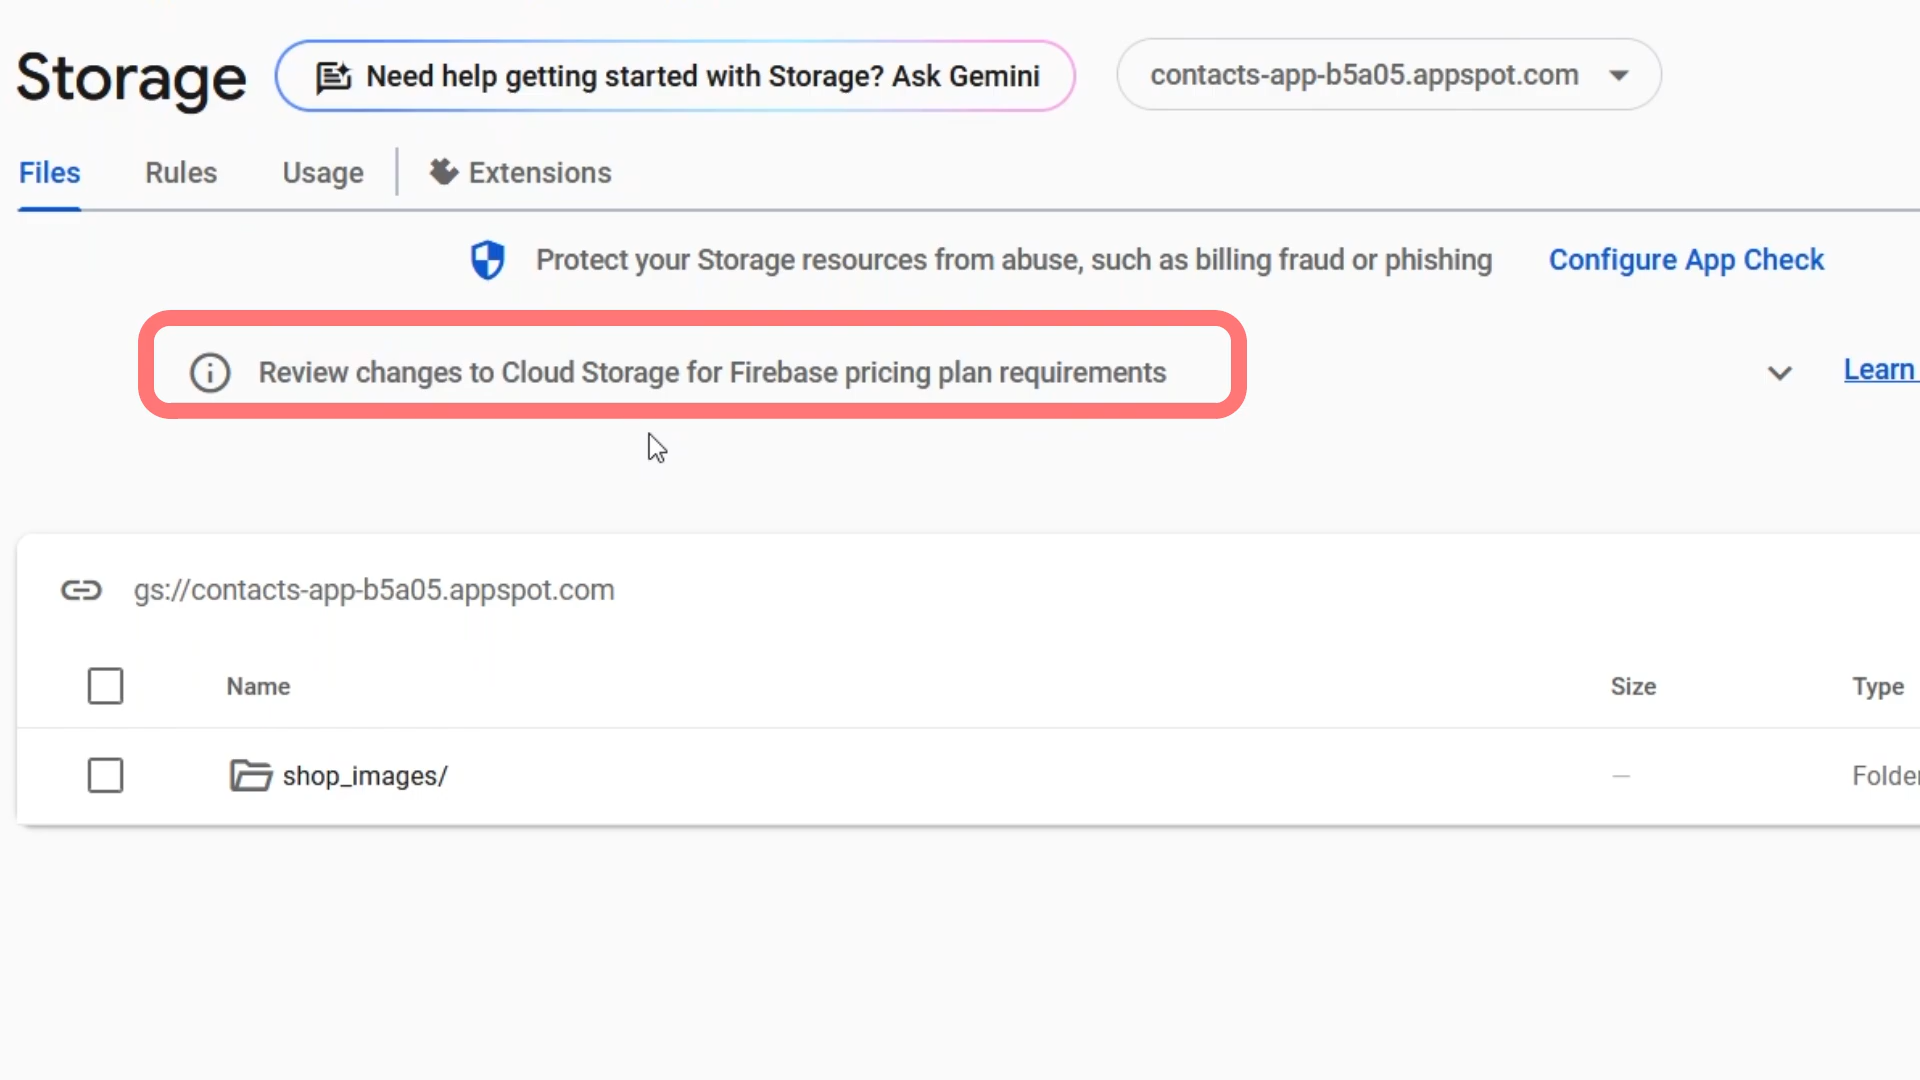 Storage
Need help getting started with Storage? Ask Gemini
contacts-app-b5a05.appspot.com
Files
Rules
Usage
Extensions
Protect your Storage resources from abuse, such as billing fraud or phishing
Configure App Check
Review changes to Cloud Storage for Firebase pricing plan requirements
Learn
gs://contacts-app-b5a05.appspot.com
Name
Size
Type
shop_images/
–
Folder